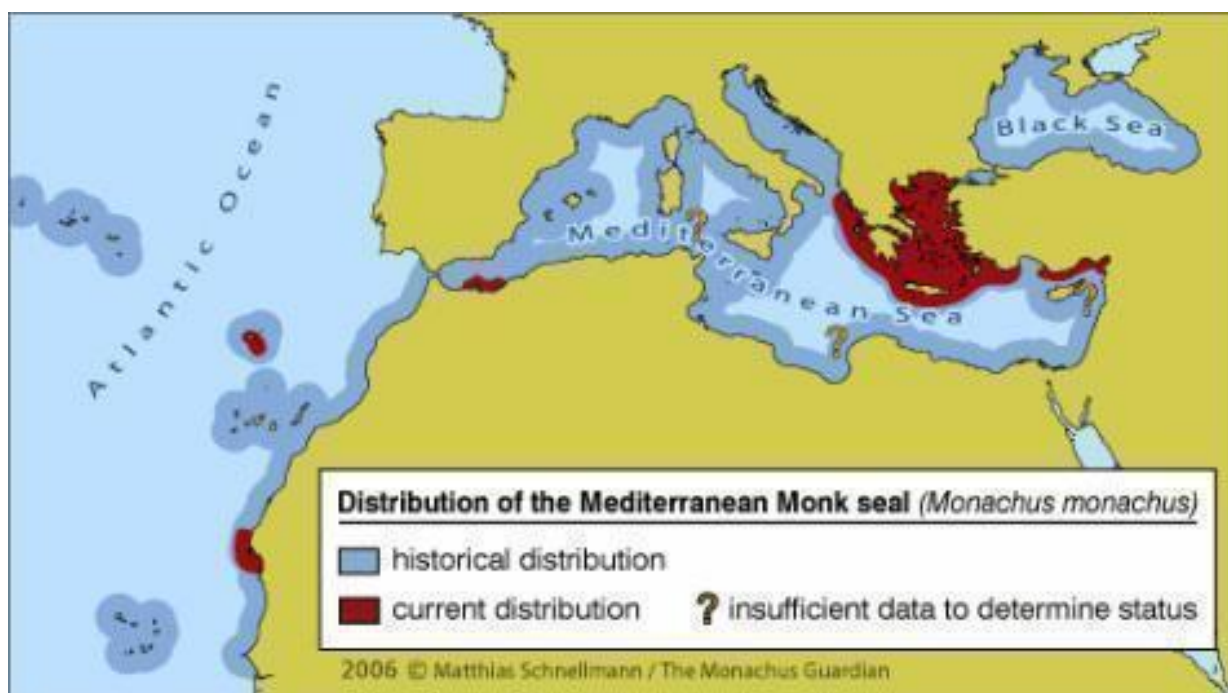 Atlantic Ocean
Black Sea
Mediterranean Sea
?
?
?
Distribution of the Mediterranean Monk seal (Monachus monachus)
historical distribution
current distribution
? insufficient data to determine status
2006 © Matthias Schnellmann / The Monachus Guardian